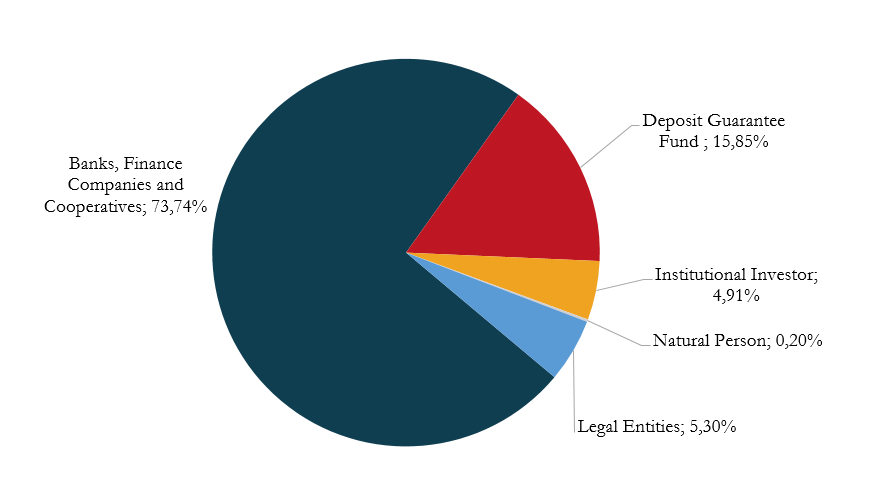 Deposit Guarantee
Fund ; 15,85%
Banks, Finance
Companies and
Cooperatives; 73,74%
Institutional Investor;
4,91%
Natural Person; 0,20%
Legal Entities; 5,30%